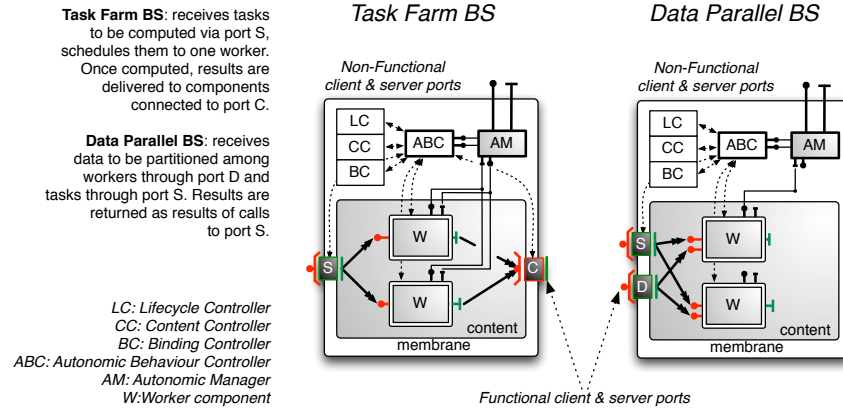 Task Farm BS: receives tasks
to be computed via port S,
schedules them to one worker.
Once computed, results are
delivered to components
connected to port C.
Data Parallel BS: receives
data to be partitioned among
workers through port D and
tasks through port S. Results are
returned as results of calls
to port S.
LC: Lifecycle Controller
CC: Content Controller
BC: Binding Controller
ABC: Autonomic Behaviour Controller
AM: Autonomic Manager
W:Worker component
Task Farm BS
Non-Functional
client & server ports
LC
CC
BC
ABC
AM
W
S
C
W
content
membrane
Data Parallel BS
Non-Functional
client & server ports
LC
CC
BC
ABC
AM
S
W
D
W
content
membrane
Functional client & server ports